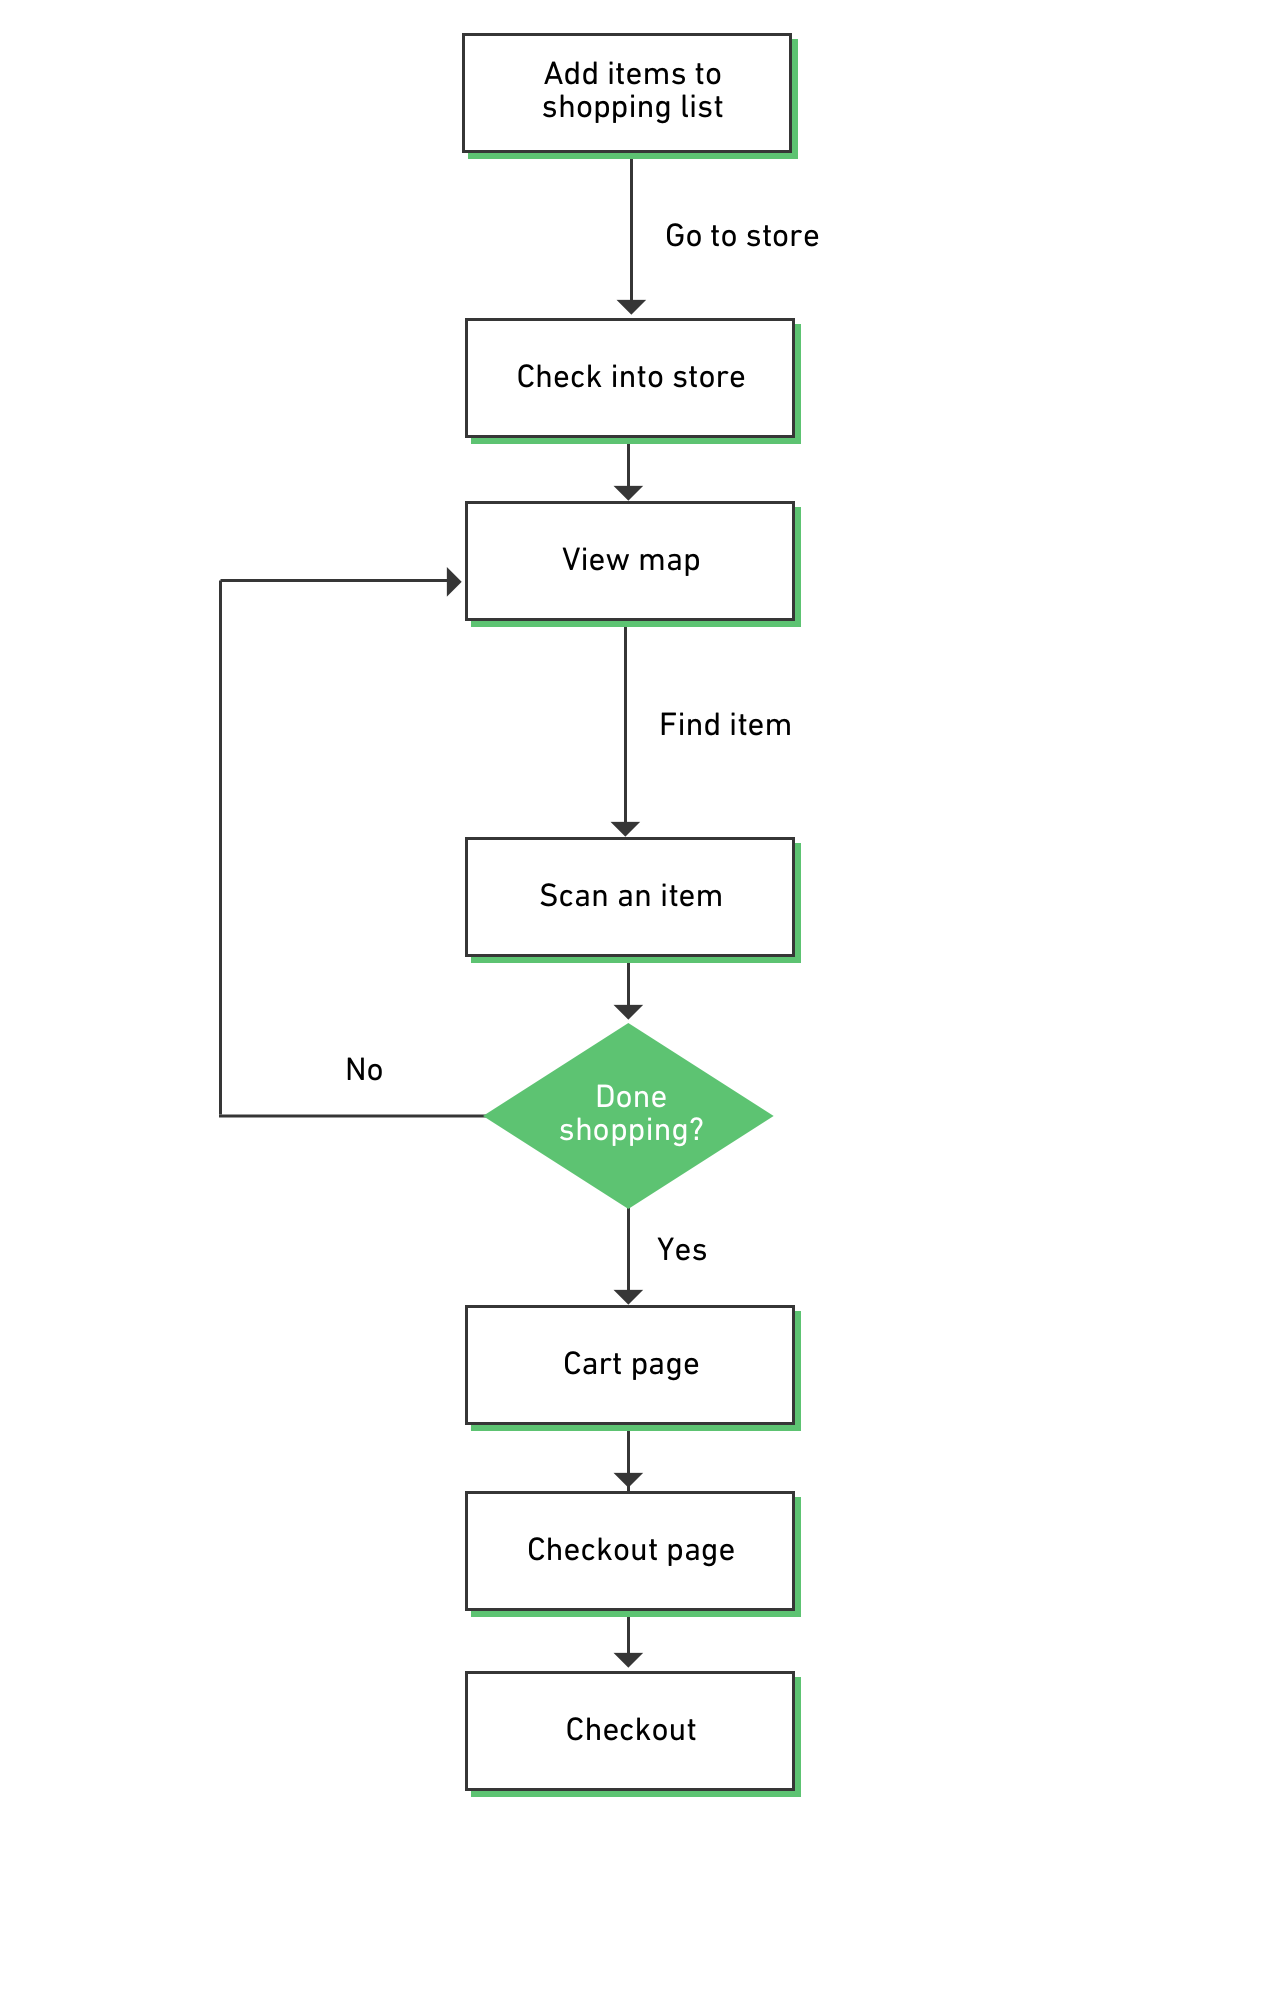 Add items to
shopping list
Go to store
Check into store
View map
Find item
Scan an item
No
Done
shopping?
Yes
Cart page
Checkout page
Checkout